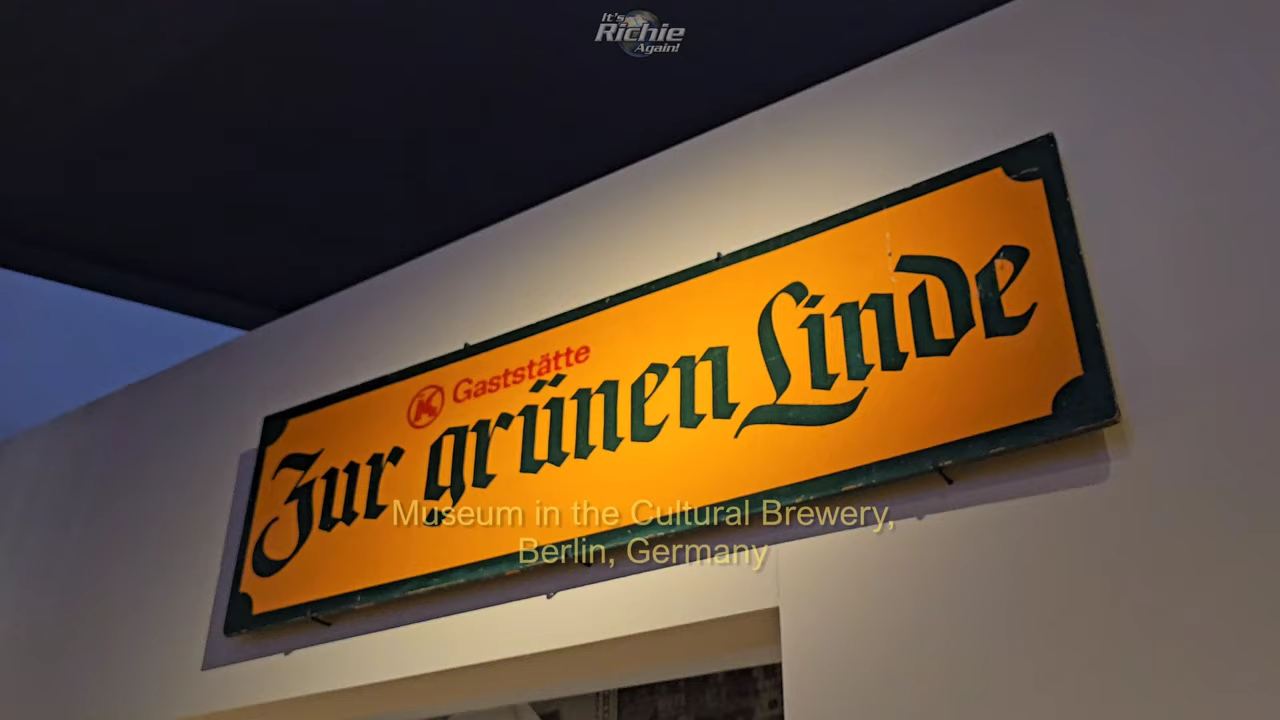 It's
Richie
Again!
K Gaststätte
Zur grünen Linde
Museum in the Cultural Brewery,
Berlin, Germany